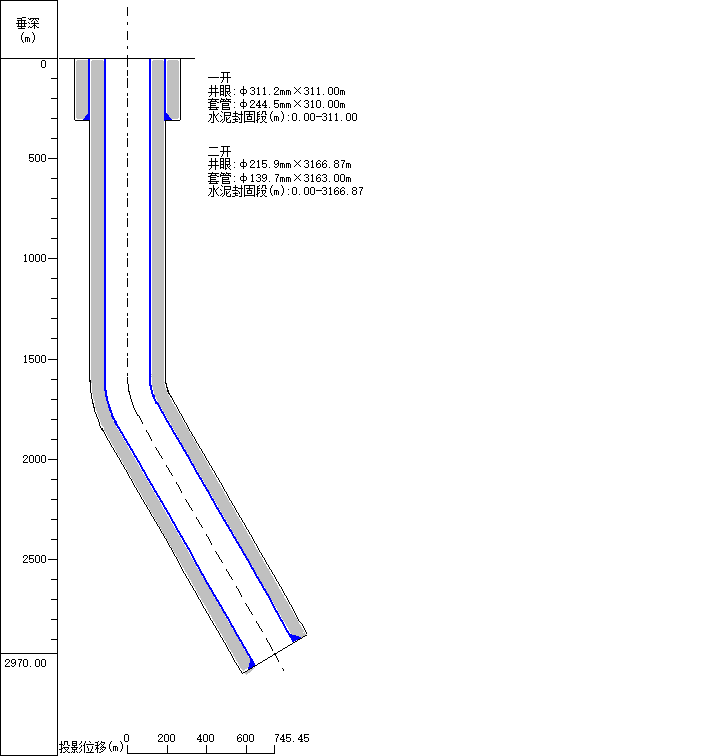 垂深
(m)
0
500
1000
1500
2000
2500
2970.00
一开
井眼:φ311.2mm×311.00m
套管:φ244.5mm×310.00m
水泥封固段(m):0.00-311.00
二开
井眼:φ215.9mm×3166.87m
套管:φ139.7mm×3163.00m
水泥封固段(m):0.00-3166.87
投影位移(m) 0 200 400 600 745.45